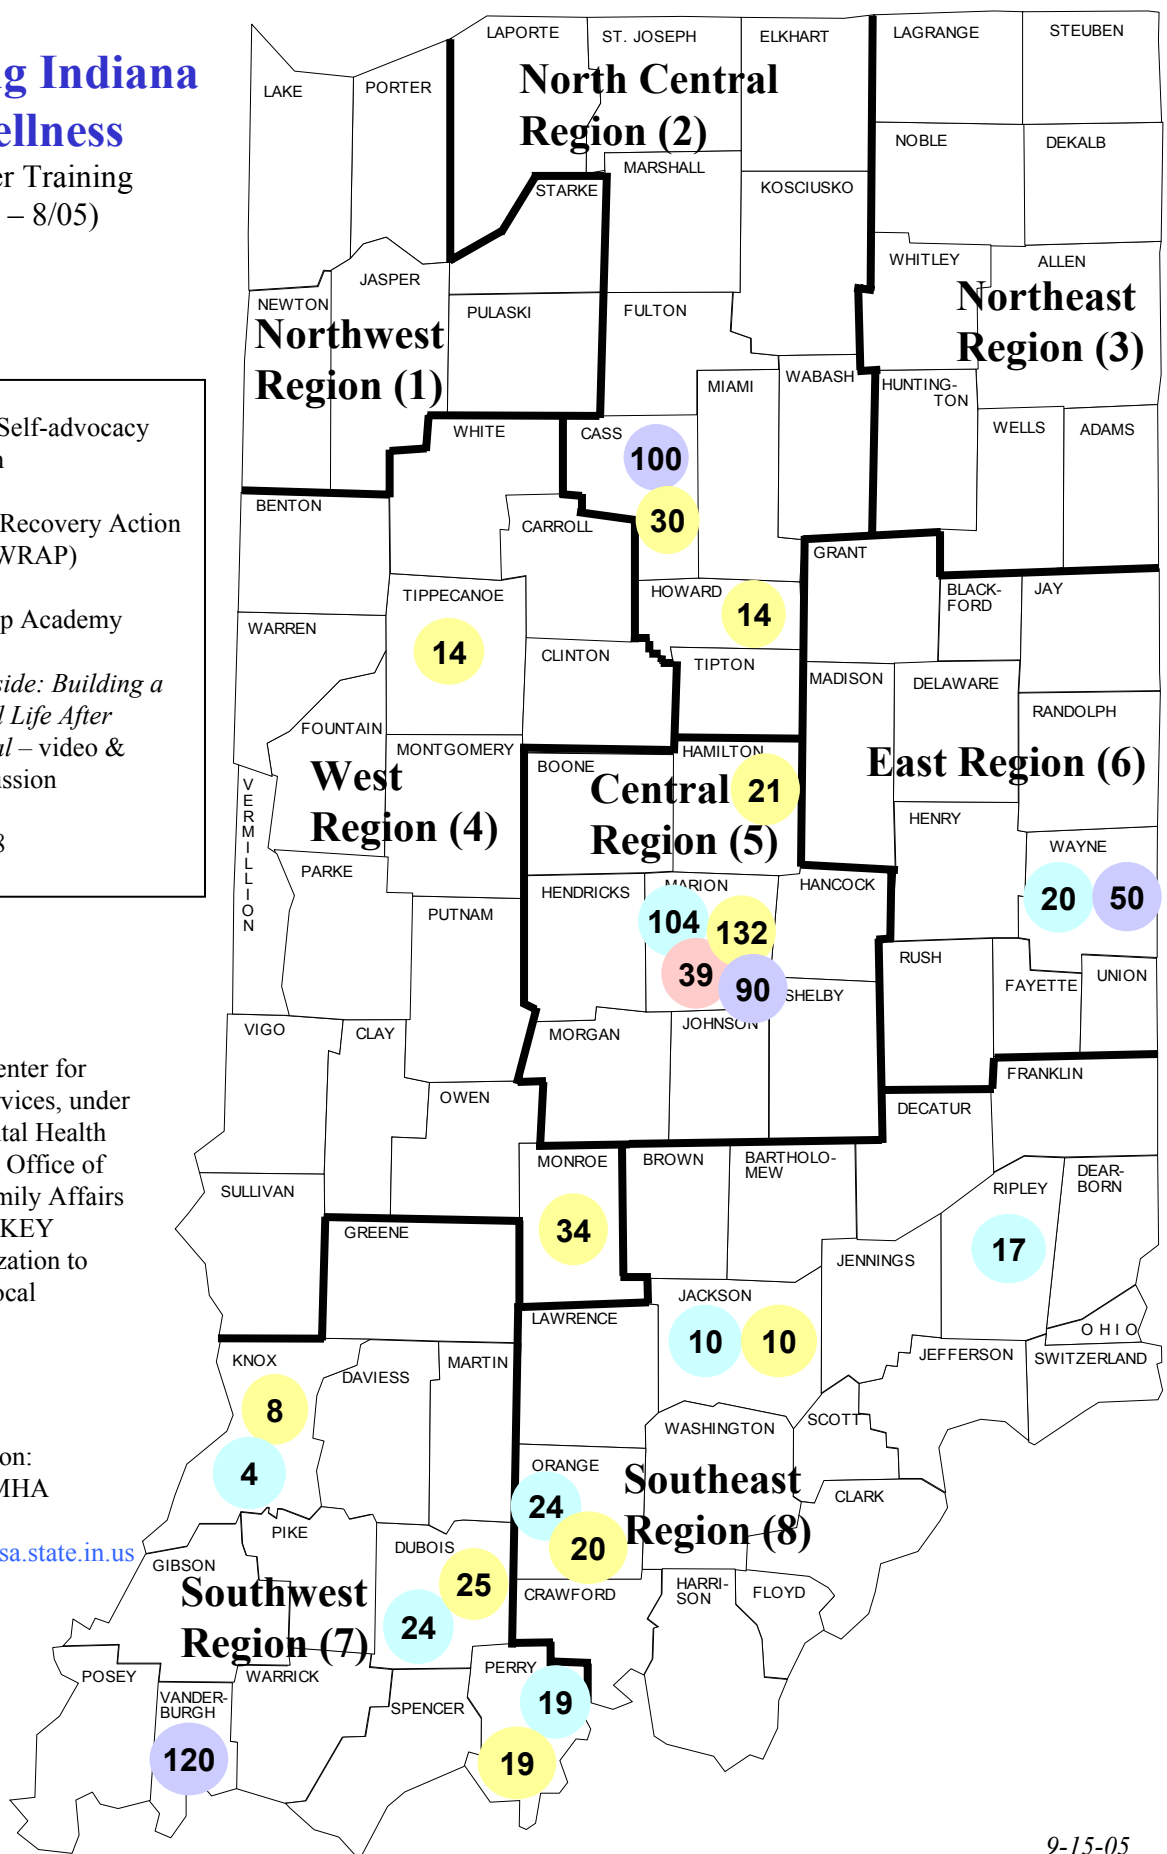 ng Indiana
ellness
er Training
– 8/05)
Self-advocacy
n
Recovery Action
WRAP)
p Academy
side: Building a
l Life After
al – video &
ussion
8
enter for
rvices, under
ntal Health
Office of
mily Affairs
KEY
zation to
ocal
on:
MHA
sa.state.in.us
LAPORTE
ST. JOSEPH
ELKHART
LAGRANGE
STEUBEN
LAKE
PORTER
North Central
Region (2)
NOBLE
DEKALB
MARSHALL
STARKE
KOSCIUSKO
WHITLEY
ALLEN
JASPER
NEWTON
PULASKI
FULTON
Northwest
Region (1)
Northeast
Region (3)
MIAMI
WABASH
HUNTING-
TON
WHITE
CASS
WELLS
ADAMS
100
30
BENTON
CARROLL
GRANT
TIPPECANOE
14
HOWARD
14
BLACK-
FORD
JAY
WARREN
CLINTON
TIPTON
MADISON
DELAWARE
RANDOLPH
FOUNTAIN
MONTGOMERY
BOONE
HAMILTON
21
West
Region (4)
Central
Region (5)
East Region (6)
VERMILLION
HENRY
WAYNE
20
50
PARKE
HENDRICKS
MARION
HANCOCK
PUTNAM
104
132
39
90
RUSH
FAYETTE
UNION
SHELBY
VIGO
CLAY
MORGAN
JOHNSON
FRANKLIN
OWEN
DECATUR
MONROE
BROWN
BARTHOLO-
MEW
SULLIVAN
RIPLEY
DEAR-
BORN
GREENE
34
17
JENNINGS
JACKSON
LAWRENCE
10
10
OHIO
KNOX
DAVIESS
MARTIN
JEFFERSON
SWITZERLAND
8
4
WASHINGTON
SCOTT
ORANGE
24
20
Southeast
Region (8)
CLARK
PIKE
DUBOIS
25
24
GIBSON
Southwest
Region (7)
CRAWFORD
HARRI-
SON
FLOYD
POSEY
VANDER-
BURGH
WARRICK
SPENCER
PERRY
19
19
120
9-15-05